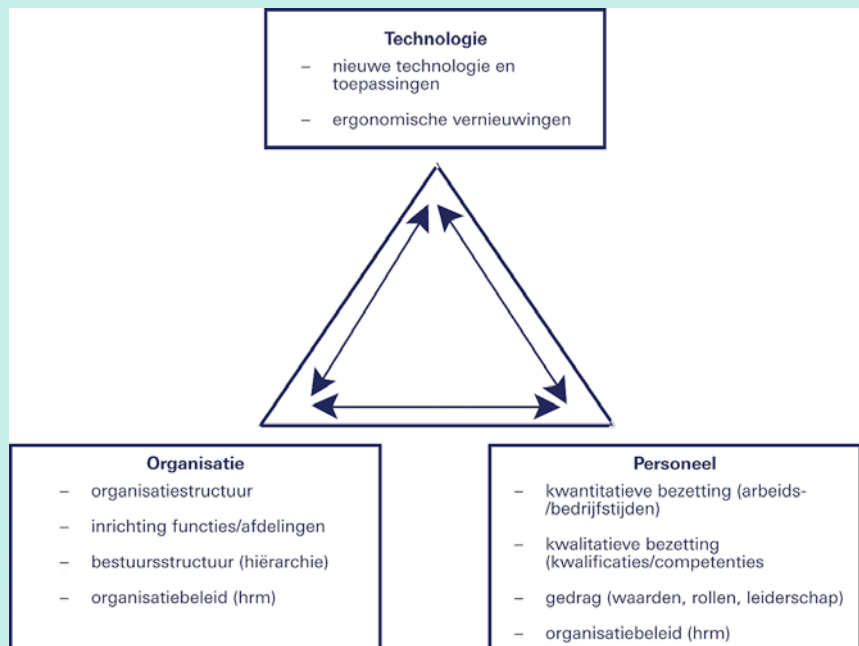 Technologie
– nieuwe technologie en
toepassingen
– ergonomische vernieuwingen
Organisatie
– organisatiestructuur
– inrichting functies/afdelingen
– bestuursstructuur (hiërarchie)
– organisatiebeleid (hrm)
Personeel
– kwantitatieve bezetting (arbeids-
/bedrijfstijden)
– kwalitatieve bezetting
(kwalificaties/competenties
– gedrag (waarden, rollen, leiderschap)
– organisatiebeleid (hrm)